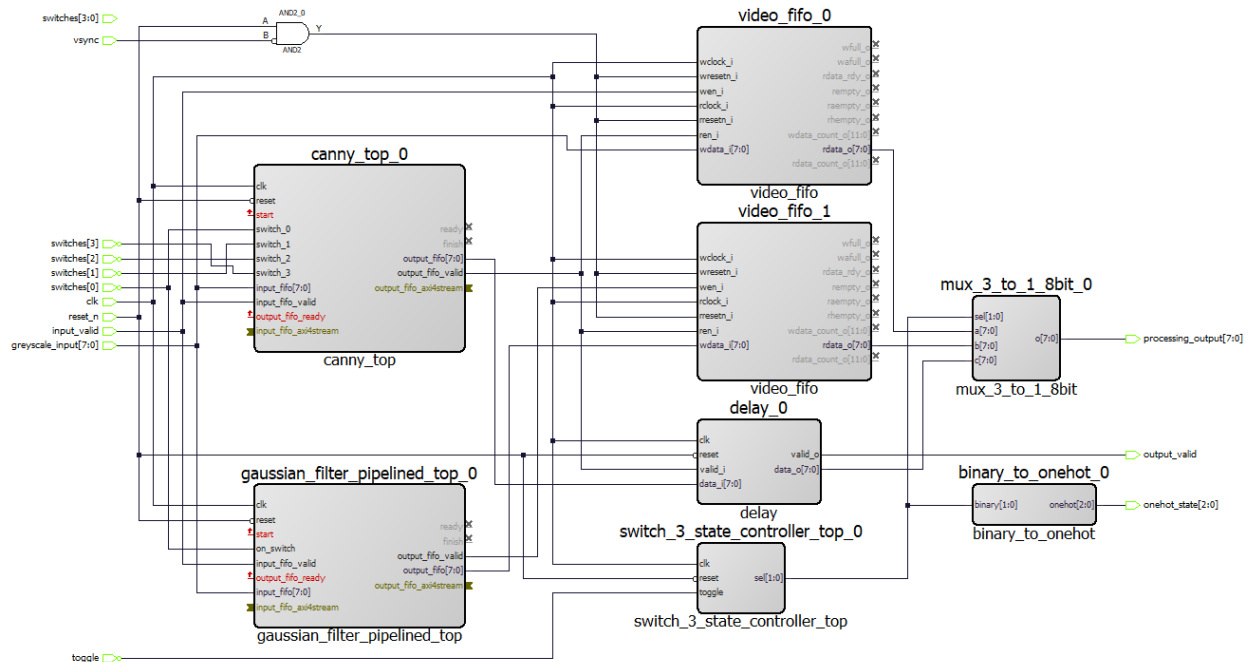 switches[3:0]
vsync
AND2_0
A
B
Y
AND2
video_fifo_0
wclock_i
wresetn_i
wen_i
rclock_i
rresetn_i
ren_i
wdata_i[7:0]
wfull_o
wafull_o
rdata_rdy_o
rempty_o
raempty_o
rhempty_o
wdata_count_o[11:0]
rdata_o[7:0]
rdata_count_o[11:0]
video_fifo
canny_top_0
clk
reset
start
switch_0
switch_1
switch_2
switch_3
input_fifo[7:0]
input_fifo_valid
output_fifo_ready
input_fifo_axi4stream
ready
finish
output_fifo[7:0]
output_fifo_valid
output_fifo_axi4stream
canny_top
switches[3]
switches[2]
switches[1]
switches[0]
clk
reset_n
input_valid
greyscale_input[7:0]
video_fifo_1
wclock_i
wresetn_i
wen_i
rclock_i
rresetn_i
ren_i
wdata_i[7:0]
wfull_o
wafull_o
rdata_rdy_o
rempty_o
raempty_o
rhempty_o
wdata_count_o[11:0]
rdata_o[7:0]
rdata_count_o[11:0]
video_fifo
mux_3_to_1_8bit_0
sel[1:0]
a[7:0]
b[7:0]
c[7:0]
o[7:0]
mux_3_to_1_8bit
processing_output[7:0]
delay_0
clk
reset
valid_i
data_i[7:0]
valid_o
data_o[7:0]
delay
output_valid
gaussian_filter_pipelined_top_0
clk
reset
start
on_switch
input_fifo_valid
output_fifo_ready
input_fifo[7:0]
input_fifo_axi4stream
ready
finish
output_fifo_valid
output_fifo[7:0]
output_fifo_axi4stream
gaussian_filter_pipelined_top
binary_to_onehot_0
binary[1:0]
onehot[2:0]
binary_to_onehot
onehot_state[2:0]
switch_3_state_controller_top_0
clk
reset
toggle
sel[1:0]
switch_3_state_controller_top
toggle